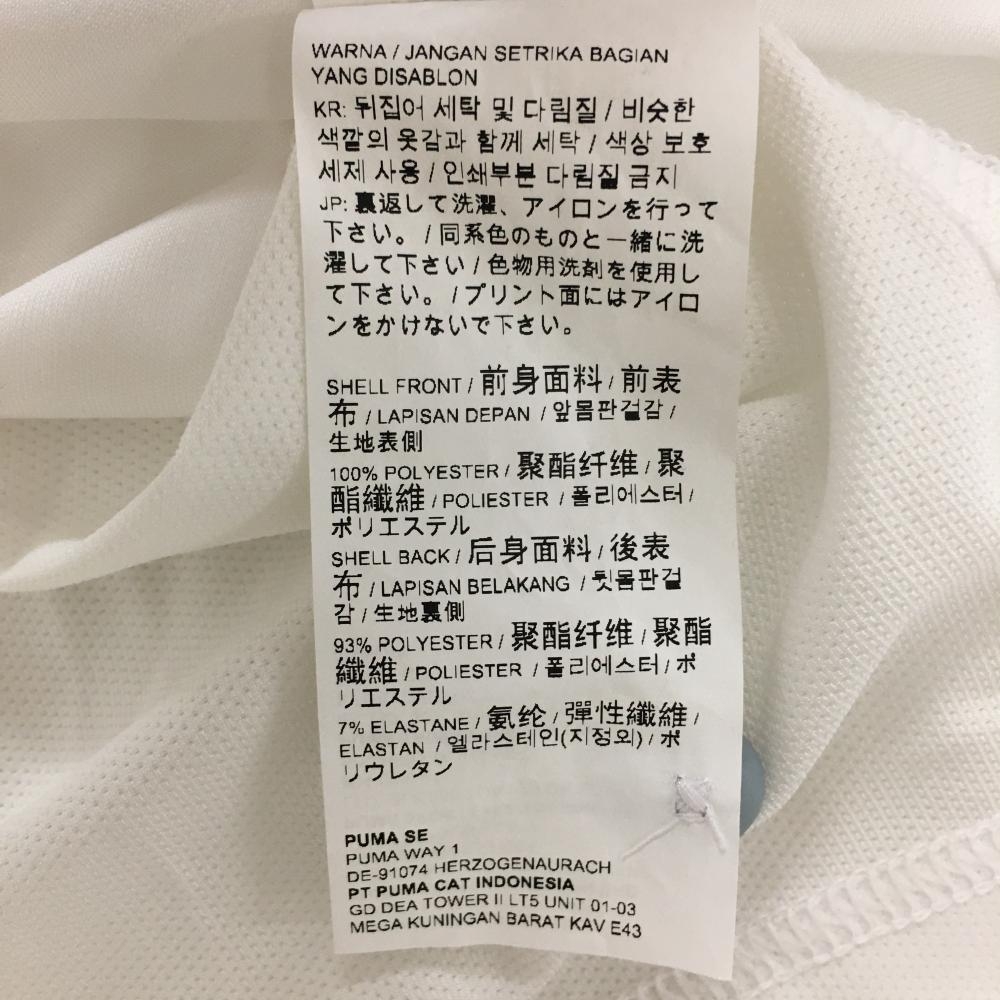 WARNA / JANGAN SETRIKA BAGIAN
YANG DISABLON
KR: 뒤집어 세탁 및 다림질 / 비슷한
색깔의 옷감과 함께 세탁 / 색상 보호
세제 사용 / 인쇄부분 다림질 금지
JP: 裏返して洗濯、アイロンを行って
下さい。 / 同系色のものと一緒に洗
濯して下さい / 色物用洗剤を使用し
て下さい。 / プリント面にはアイロ
ンをかけないで下さい。
SHELL FRONT / 前身面料 / 前表
布 / LAPISAN DEPAN / 앞몸판겉감 /
生地表側
100% POLYESTER / 聚酯纤维 / 聚
酯纖維 / POLIESTER / 폴리에스터 /
ポリエステル
SHELL BACK / 后身面料 / 後表
布 / LAPISAN BELAKANG / 뒷몸판겉
감 / 生地裏側
93% POLYESTER / 聚酯纤维 / 聚酯
纖維 / POLIESTER / 폴리에스터 / ポ
リエステル
7% ELASTANE / 氨纶 / 彈性纖維 /
ELASTAN / 엘라스테인(지정외) / ポ
リウレタン
PUMA SE
PUMA WAY 1
DE-91074 HERZOGENAURACH
PT PUMA CAT INDONESIA
GD DEA TOWER II LT5 UNIT 01-03
MEGA KUNINGAN BARAT KAV E43